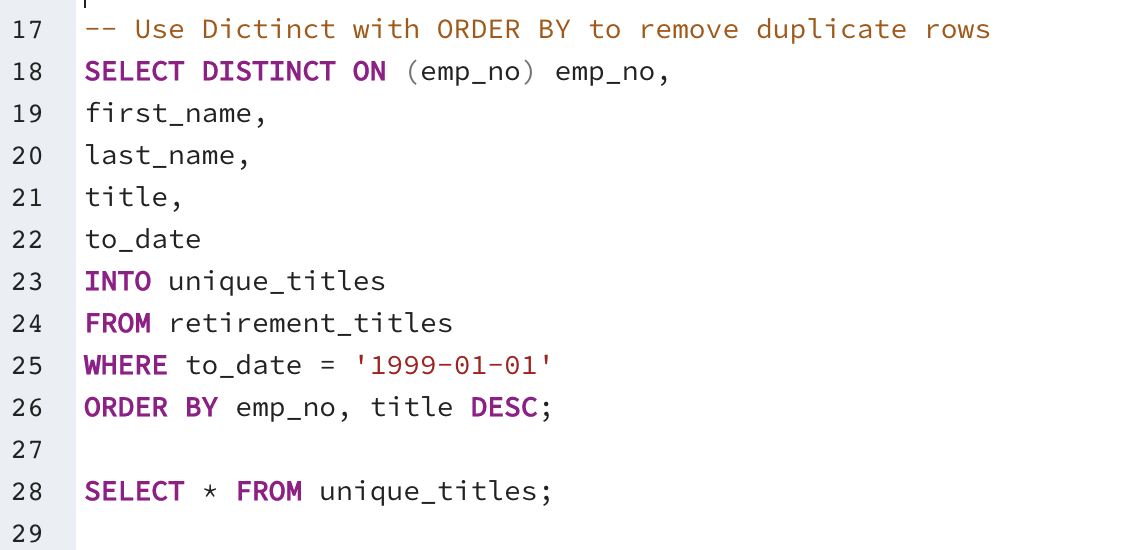 17 -- Use Dictinct with ORDER BY to remove duplicate rows
18 SELECT DISTINCT ON (emp_no) emp_no,
19 first_name,
20 last_name,
21 title,
22 to_date
23 INTO unique_titles
24 FROM retirement_titles
25 WHERE to_date = '1999-01-01'
26 ORDER BY emp_no, title DESC;
27
28 SELECT * FROM unique_titles;
29